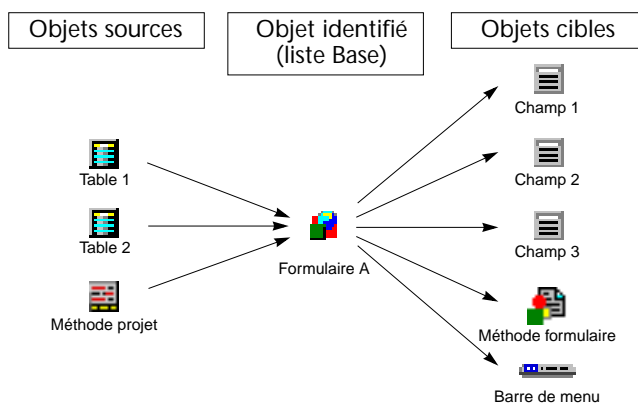 Objets sources
Objet identifié
(liste Base)
Objets cibles
Table 1
Table 2
Méthode projet
Formulaire A
Champ 1
Champ 2
Champ 3
Méthode formulaire
Barre de menu